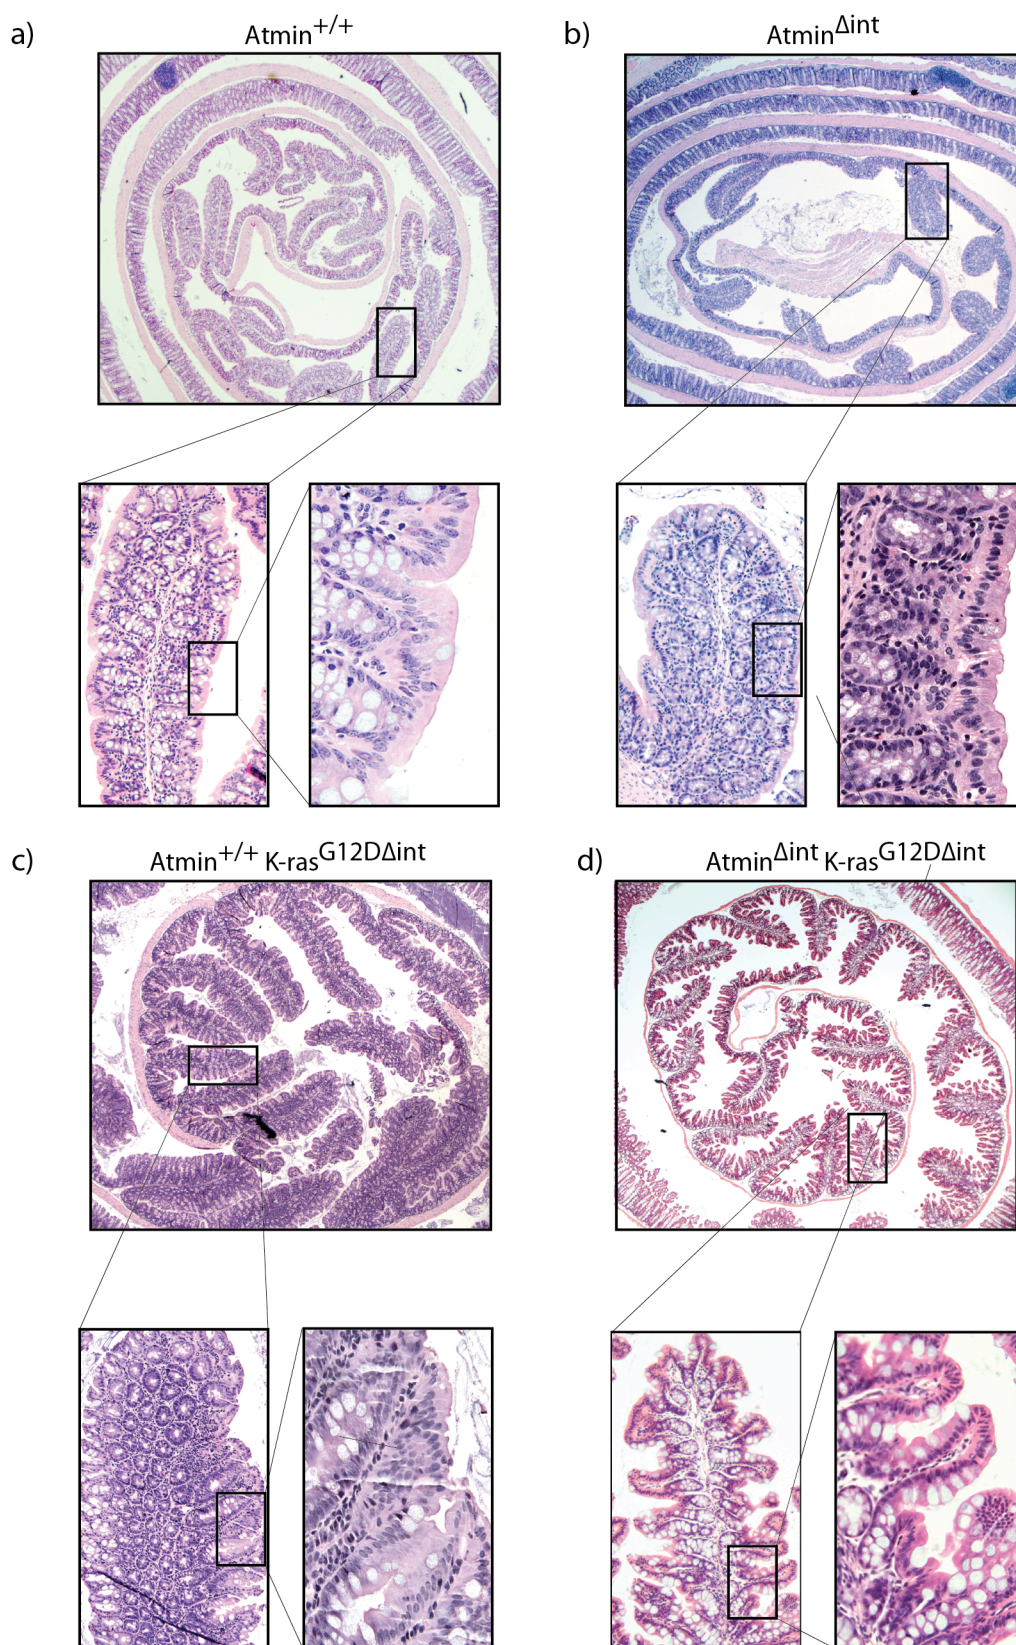 a) Atmin+/+
b) AtminΔint
c) Atmin+/+ K-rasG12DΔint
d) AtminΔint K-rasG12DΔint